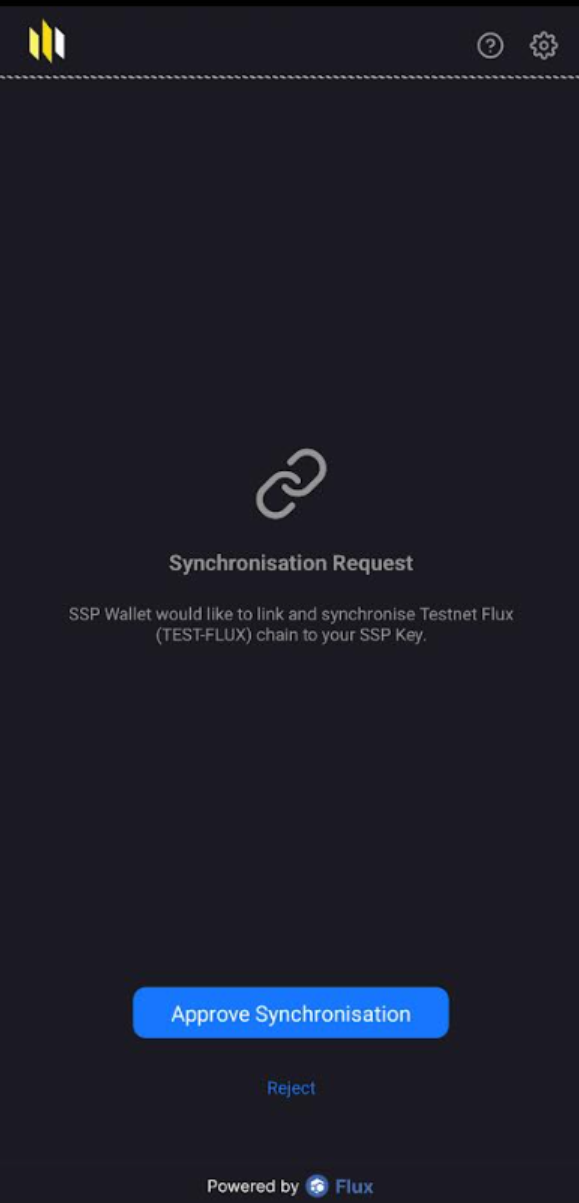 Synchronisation Request
SSP Wallet would like to link and synchronise Testnet Flux
(TEST-FLUX) chain to your SSP Key.
Approve Synchronisation
Reject
Powered by Flux